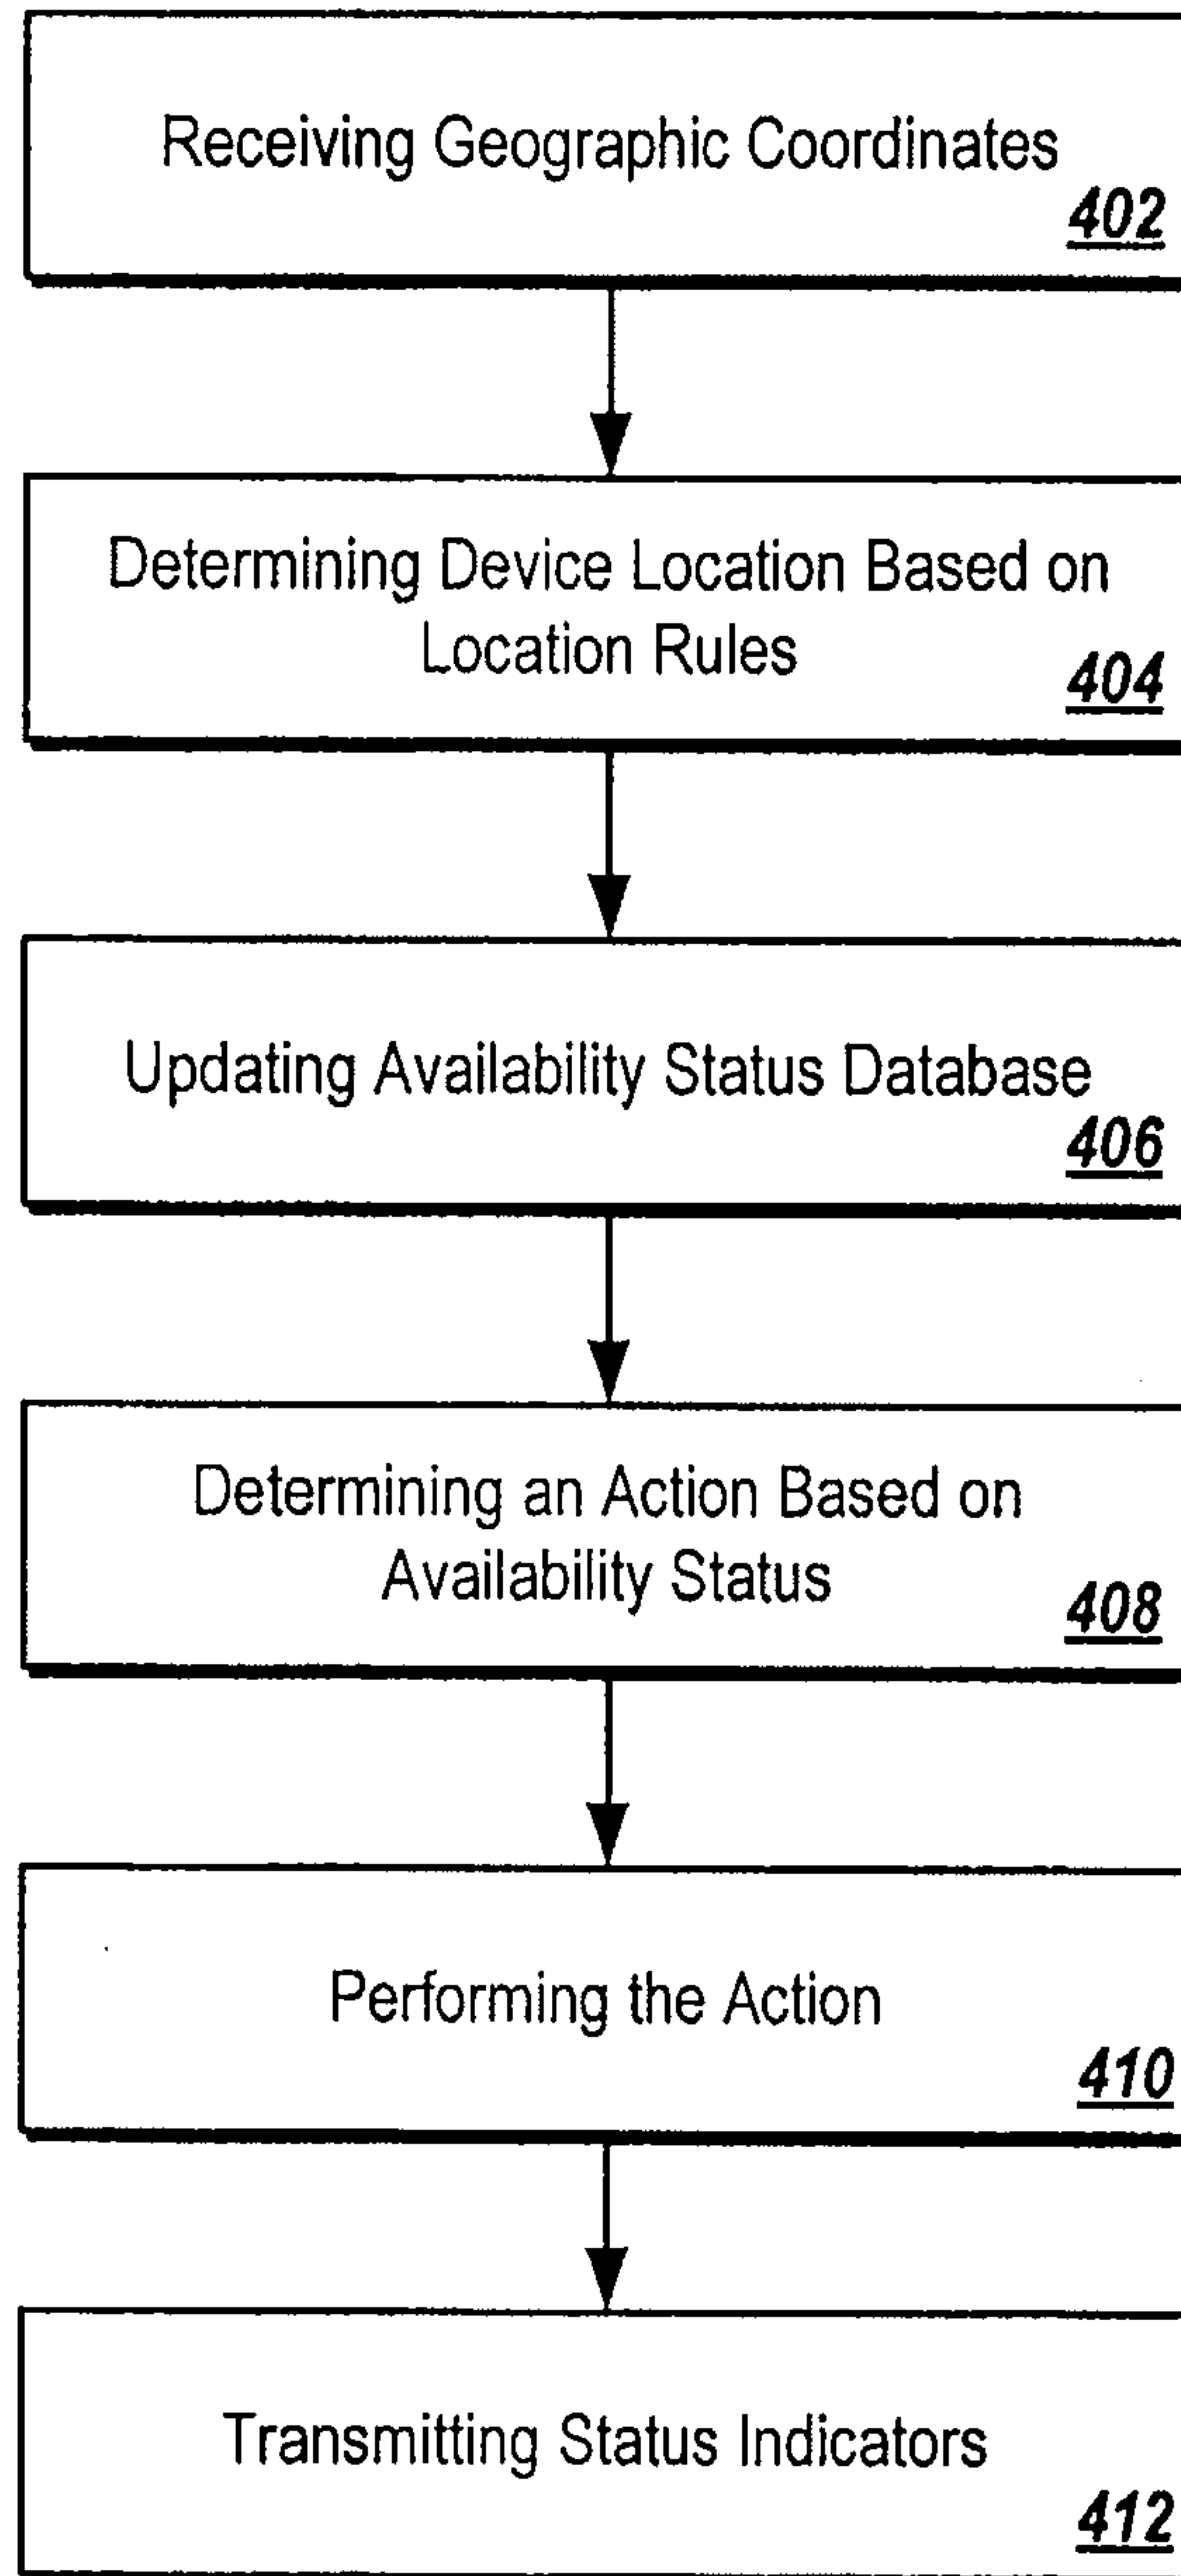 Receiving Geographic Coordinates
402
Determining Device Location Based on
Location Rules
404
Updating Availability Status Database
406
Determining an Action Based on
Availability Status
408
Performing the Action
410
Transmitting Status Indicators
412